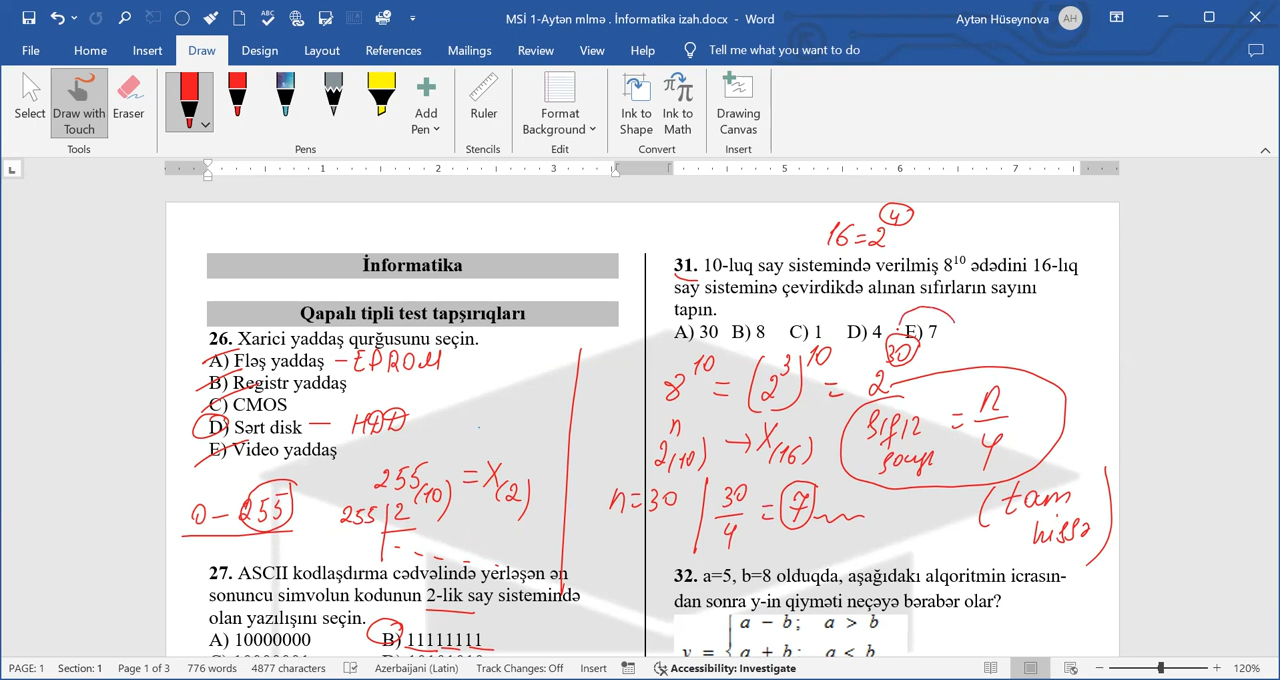 MSİ 1-Aytən mlmə . İnformatika izah.docx - Word
Aytən Hüseynova
AH
File Home Insert Draw Design Layout References Mailings Review View Help Tell me what you want to do
Select
Draw with Touch
Eraser
Add Pen
Ruler
Format Background
Ink to Shape
Ink to Math
Drawing Canvas
Tools Pens Stencils Edit Convert Insert
1 2 3 5 6 7
İnformatika
Qapalı tipli test tapşırıqları
26. Xarici yaddaş qurğusunu seçin.
A) Fləş yaddaş – EPROM
B) Registr yaddaş
C) CMOS
D) Sərt disk – HDD
E) Video yaddaş
255(10) = X(2)
0 - 255
255 | 2
27. ASCII kodlaşdırma cədvəlində yerləşən ən
sonuncu simvolun kodunun 2-lik say sistemində
olan yazılışını seçin.
A) 10000000 B) 11111111
16=2⁴
31. 10-luq say sistemində verilmiş 8¹⁰ ədədini 16-lıq
say sisteminə çevirdikdə alınan sıfırların sayını
tapın.
A) 30 B) 8 C) 1 D) 4 E) 7
8¹⁰ = (2³)¹⁰ = 2³⁰
2ⁿ(10) → X(16)
sıfır sayı = n/4
n=30 | 30/4 = 7
(tam hissə)
32. a=5, b=8 olduqda, aşağıdakı alqoritmin icrasın-
dan sonra y-in qiyməti neçəyə bərabər olar?
a − b; a > b
y = a + b; a < b
PAGE: 1 Section: 1 Page 1 of 3 776 words 4877 characters Azerbaijani (Latin) Track Changes: Off Insert Accessibility: Investigate 120%